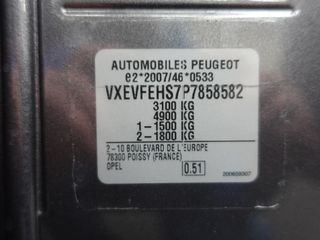 AUTOMOBILES PEUGEOT
e2*2007/46*0533
VXEVFEHS7P7858582
3100 KG
4900 KG
1-1500 KG
2-1800 KG
2-10 BOULEVARD DE L'EUROPE
78300 POISSY (FRANCE)
OPEL
0.51